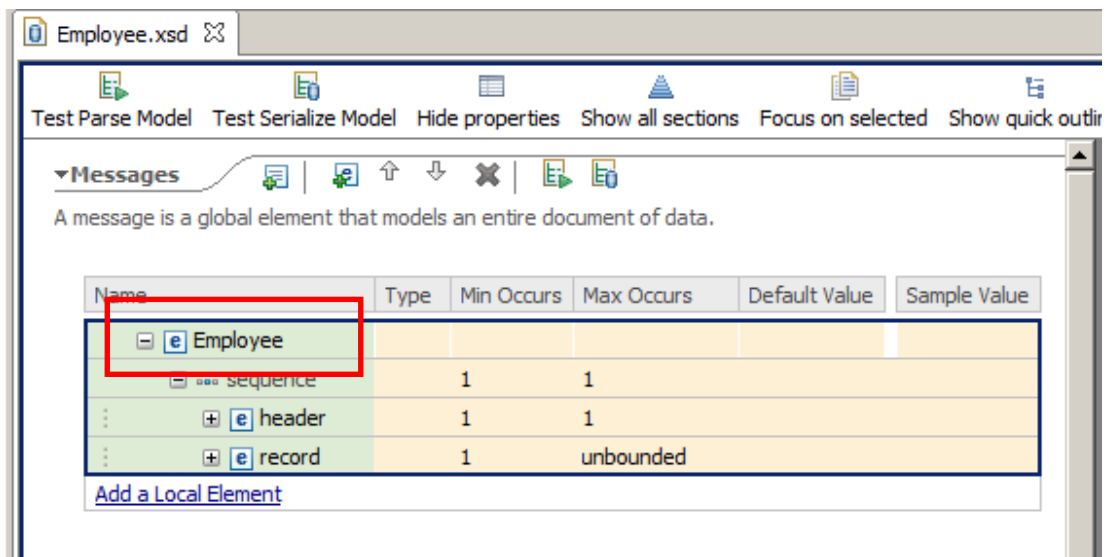 Employee.xsd
Test Parse Model Test Serialize Model Hide properties Show all sections Focus on selected Show quick outlin
Messages
A message is a global element that models an entire document of data.
Name Type Min Occurs Max Occurs Default Value Sample Value
e Employee
sequence 1 1
e header 1 1
e record 1 unbounded
Add a Local Element